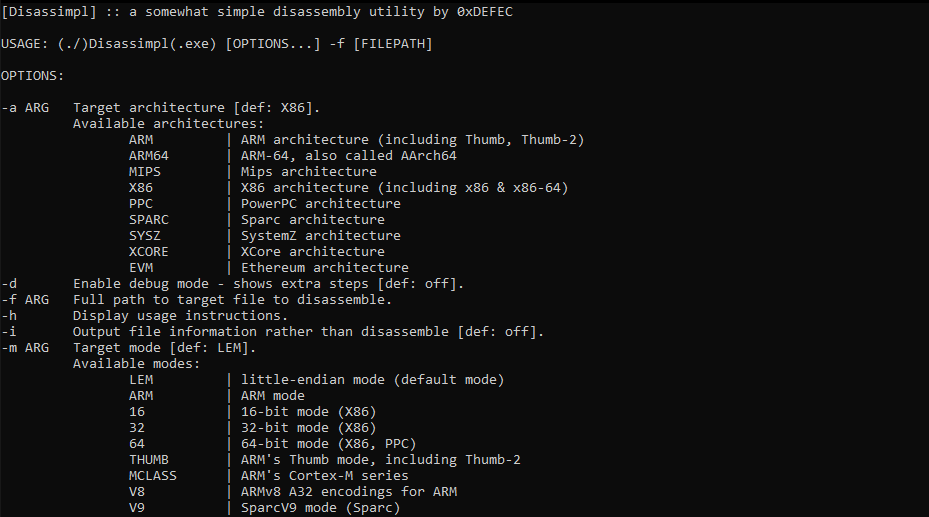 [Disassimpl] :: a somewhat simple disassembly utility by 0xDEFEC
USAGE: (./)Disassimpl(.exe) [OPTIONS...] -f [FILEPATH]
OPTIONS:
-a ARG   Target architecture [def: X86].
         Available architectures:
                ARM         | ARM architecture (including Thumb, Thumb-2)
                ARM64       | ARM-64, also called AArch64
                MIPS        | Mips architecture
                X86         | X86 architecture (including x86 & x86-64)
                PPC         | PowerPC architecture
                SPARC       | Sparc architecture
                SYSZ        | SystemZ architecture
                XCORE       | XCore architecture
                EVM         | Ethereum architecture
-d       Enable debug mode - shows extra steps [def: off].
-f ARG   Full path to target file to disassemble.
-h       Display usage instructions.
-i       Output file information rather than disassemble [def: off].
-m ARG   Target mode [def: LEM].
         Available modes:
                LEM         | little-endian mode (default mode)
                ARM         | ARM mode
                16          | 16-bit mode (X86)
                32          | 32-bit mode (X86)
                64          | 64-bit mode (X86, PPC)
                THUMB       | ARM's Thumb mode, including Thumb-2
                MCLASS      | ARM's Cortex-M series
                V8          | ARMv8 A32 encodings for ARM
                V9          | SparcV9 mode (Sparc)